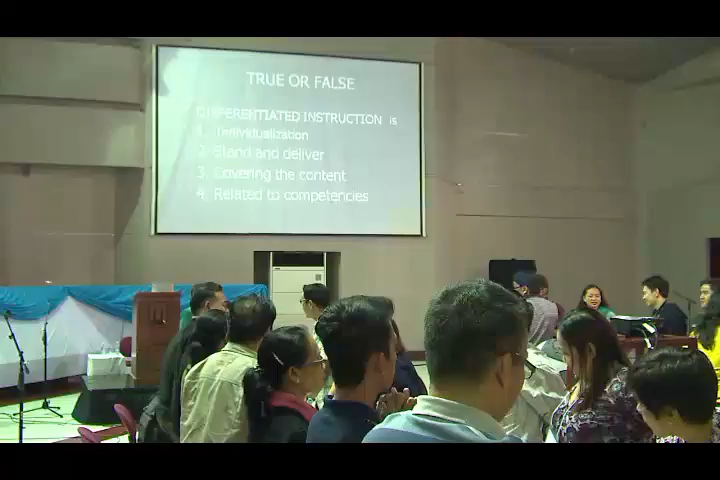 TRUE OR FALSE
DIFFERENTIATED INSTRUCTION is
1. Individualization
2. Stand and deliver
3. Covering the content
4. Related to competencies